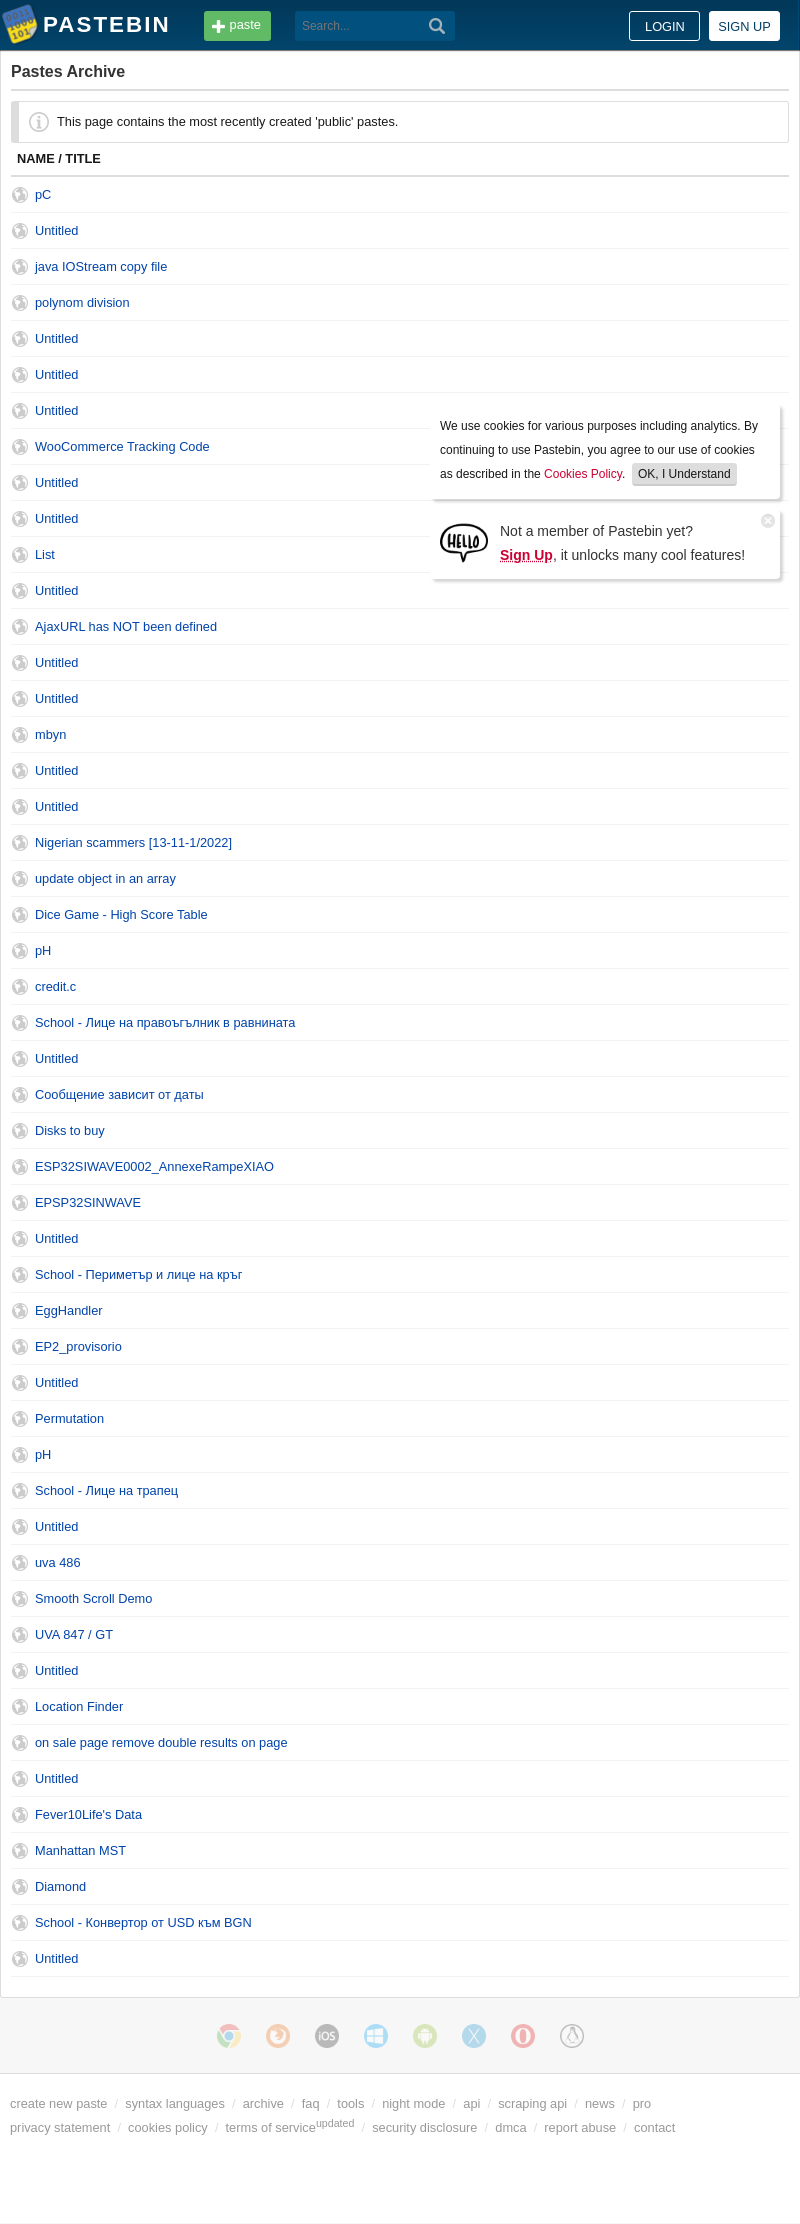 PASTEBIN
paste
Search...
LOGIN
SIGN UP
Pastes Archive
This page contains the most recently created 'public' pastes.
NAME / TITLE
pC
Untitled
java IOStream copy file
polynom division
Untitled
Untitled
Untitled
WooCommerce Tracking Code
Untitled
Untitled
List
Untitled
AjaxURL has NOT been defined
Untitled
Untitled
mbyn
Untitled
Untitled
Nigerian scammers [13-11-1/2022]
update object in an array
Dice Game - High Score Table
pH
credit.c
School - Лице на правоъгълник в равнината
Untitled
Сообщение зависит от даты
Disks to buy
ESP32SIWAVE0002_AnnexeRampeXIAO
EPSP32SINWAVE
Untitled
School - Периметър и лице на кръг
EggHandler
EP2_provisorio
Untitled
Permutation
pH
School - Лице на трапец
Untitled
uva 486
Smooth Scroll Demo
UVA 847 / GT
Untitled
Location Finder
on sale page remove double results on page
Untitled
Fever10Life's Data
Manhattan MST
Diamond
School - Конвертор от USD към BGN
Untitled
We use cookies for various purposes including analytics. By
continuing to use Pastebin, you agree to our use of cookies
as described in the Cookies Policy. OK, I Understand
HELLO
Not a member of Pastebin yet?
Sign Up, it unlocks many cool features!
iOS
create new paste / syntax languages / archive / faq / tools / night mode / api / scraping api / news / pro
privacy statement / cookies policy / terms of service updated / security disclosure / dmca / report abuse / contact